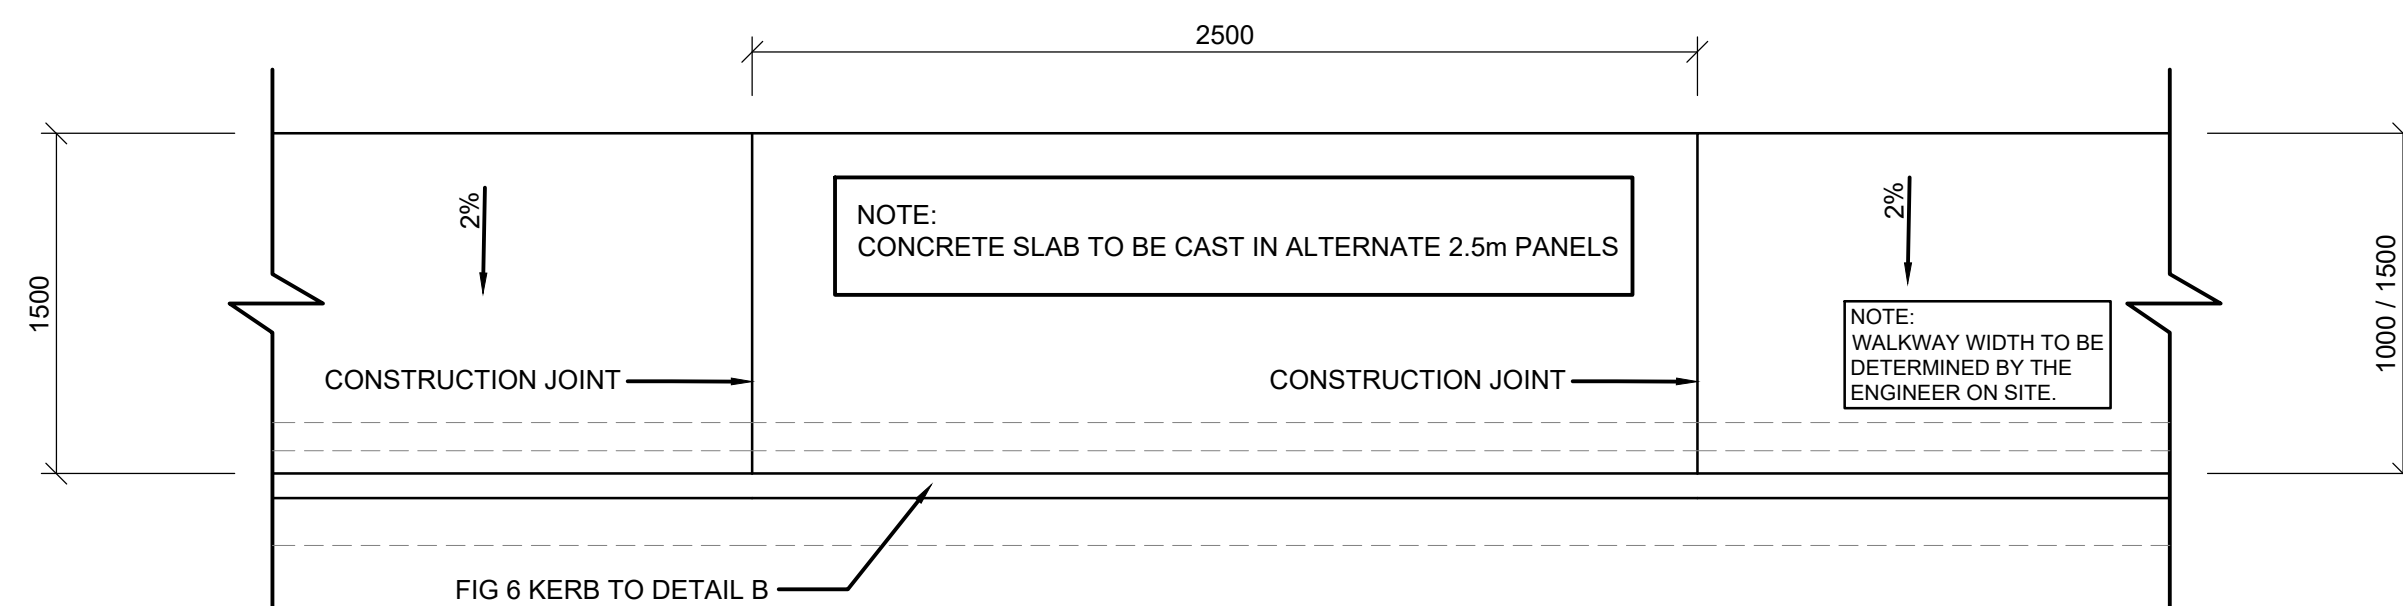 2500
2%
NOTE:
CONCRETE SLAB TO BE CAST IN ALTERNATE 2.5m PANELS
2%
1500
1000 / 1500
NOTE:
WALKWAY WIDTH TO BE
DETERMINED BY THE
ENGINEER ON SITE.
CONSTRUCTION JOINT
CONSTRUCTION JOINT
FIG 6 KERB TO DETAIL B